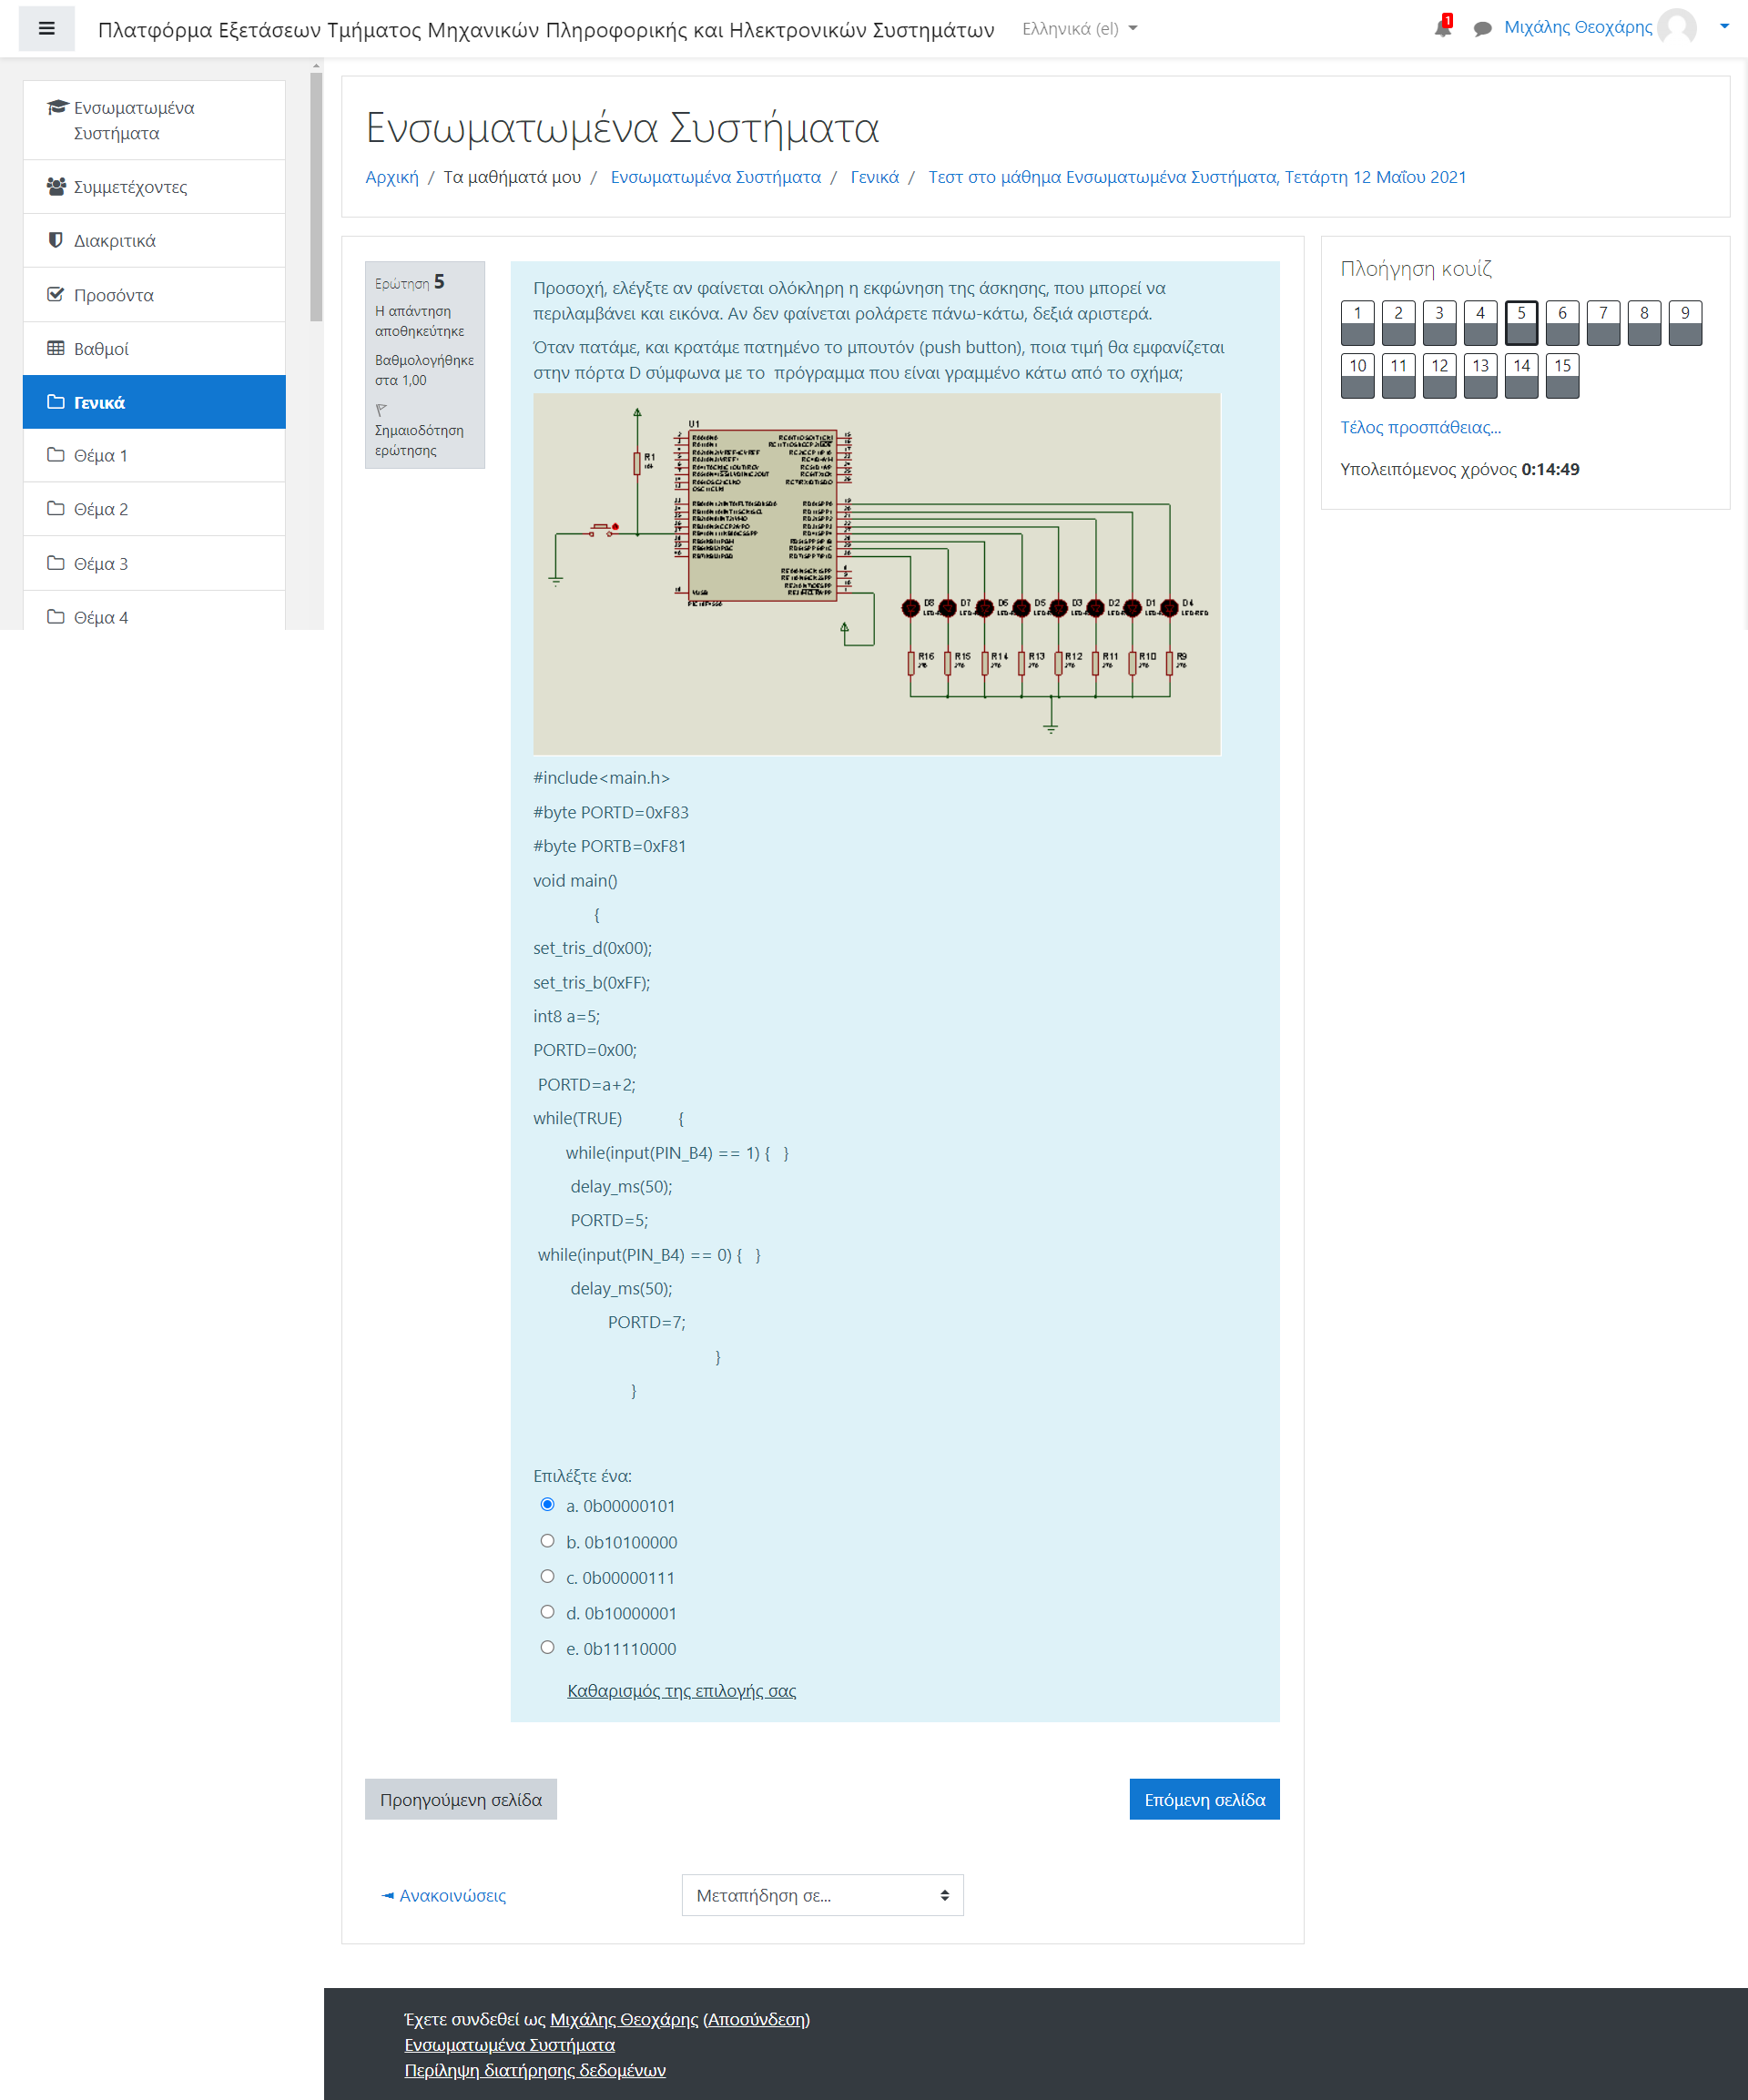 Πλατφόρμα Εξετάσεων Τμήματος Μηχανικών Πληροφορικής και Ηλεκτρονικών Συστημάτων
Ελληνικά (el)
1
Μιχάλης Θεοχάρης
Ενσωματωμένα
Συστήματα
Συμμετέχοντες
Διακριτικά
Προσόντα
Βαθμοί
Γενικά
Θέμα 1
Θέμα 2
Θέμα 3
Θέμα 4
Ενσωματωμένα Συστήματα
Αρχική / Τα μαθήματά μου / Ενσωματωμένα Συστήματα / Γενικά / Τεστ στο μάθημα Ενσωματωμένα Συστήματα, Τετάρτη 12 Μαΐου 2021
Ερώτηση 5
Η απάντηση
αποθηκεύτηκε
Βαθμολογήθηκε
στα 1,00
Σημαιοδότηση
ερώτησης
Προσοχή, ελέγξτε αν φαίνεται ολόκληρη η εκφώνηση της άσκησης, που μπορεί να
περιλαμβάνει και εικόνα. Αν δεν φαίνεται ρολάρετε πάνω-κάτω, δεξιά αριστερά.
Όταν πατάμε, και κρατάμε πατημένο το μπουτόν (push button), ποια τιμή θα εμφανίζεται
στην πόρτα D σύμφωνα με το πρόγραμμα που είναι γραμμένο κάτω από το σχήμα;
U1
R1
D8 D7 D6 D5 D3 D2 D1 D4
R16 R15 R14 R13 R12 R11 R10 R9
#include<main.h>
#byte PORTD=0xF83
#byte PORTB=0xF81
void main()
{
set_tris_d(0x00);
set_tris_b(0xFF);
int8 a=5;
PORTD=0x00;
PORTD=a+2;
while(TRUE) {
while(input(PIN_B4) == 1) { }
delay_ms(50);
PORTD=5;
while(input(PIN_B4) == 0) { }
delay_ms(50);
PORTD=7;
}
}
Επιλέξτε ένα:
a. 0b00000101
b. 0b10100000
c. 0b00000111
d. 0b10000001
e. 0b11110000
Καθαρισμός της επιλογής σας
Προηγούμενη σελίδα
Επόμενη σελίδα
◄ Ανακοινώσεις
Μεταπήδηση σε...
Πλοήγηση κουίζ
1 2 3 4 5 6 7 8 9
10 11 12 13 14 15
Τέλος προσπάθειας...
Υπολειπόμενος χρόνος 0:14:49
Έχετε συνδεθεί ως Μιχάλης Θεοχάρης (Αποσύνδεση)
Ενσωματωμένα Συστήματα
Περίληψη διατήρησης δεδομένων